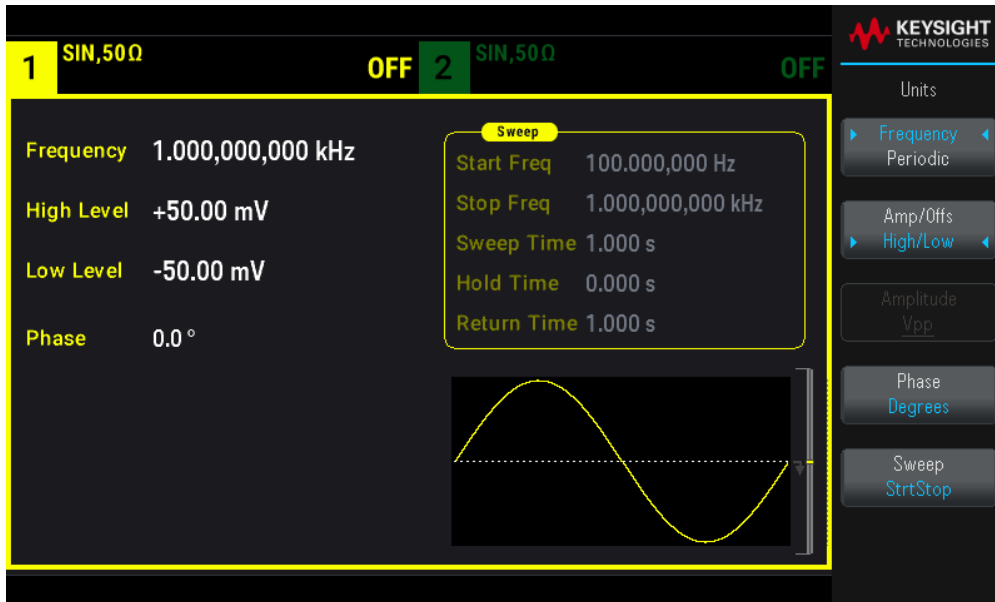 KEYSIGHT
TECHNOLOGIES
1 SIN,50Ω OFF
2 SIN,50Ω OFF
Frequency 1.000,000,000 kHz
High Level +50.00 mV
Low Level -50.00 mV
Phase 0.0 °
Sweep
Start Freq 100.000,000 Hz
Stop Freq 1.000,000,000 kHz
Sweep Time 1.000 s
Hold Time 0.000 s
Return Time 1.000 s
Units
Frequency
Periodic
Amp/Offs
High/Low
Amplitude
Vpp
Phase
Degrees
Sweep
StrtStop